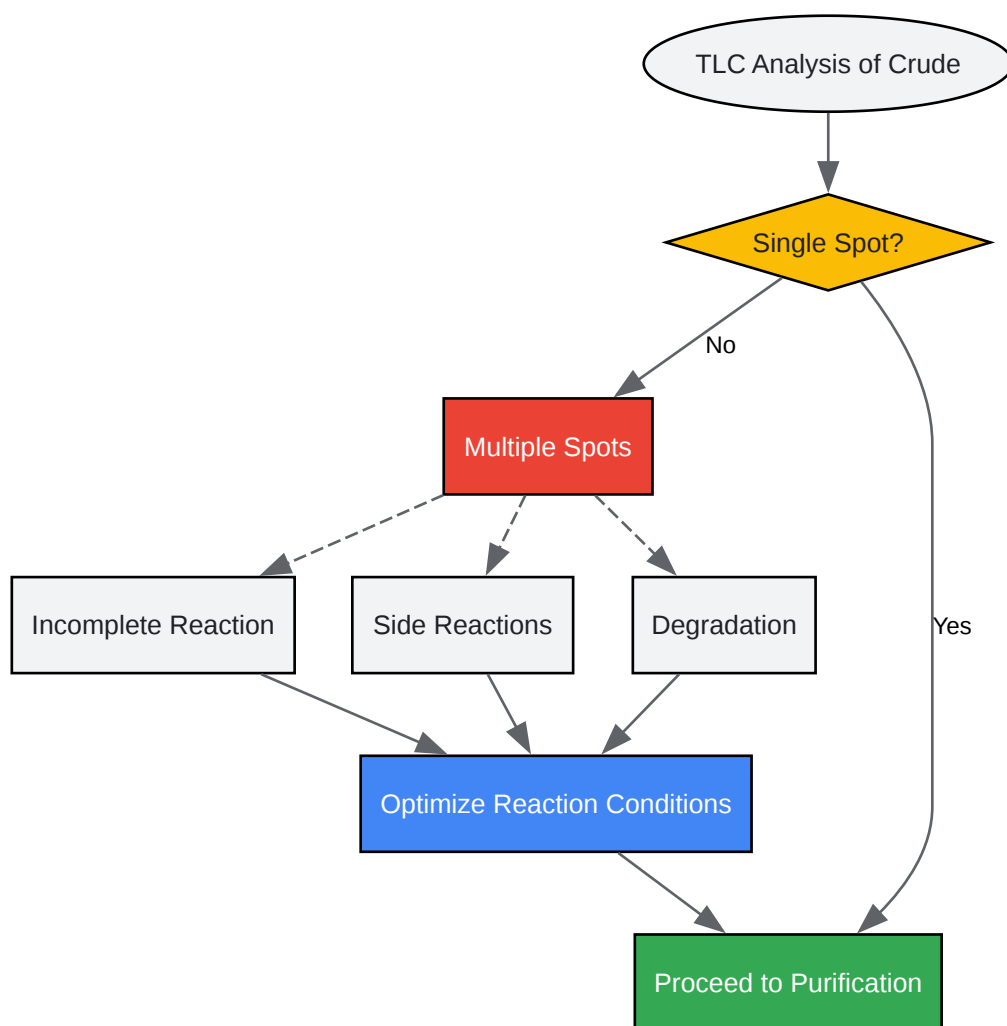 TLC Analysis of Crude
Single Spot?
No
Multiple Spots
Incomplete Reaction
Side Reactions
Degradation
Yes
Optimize Reaction Conditions
Proceed to Purification